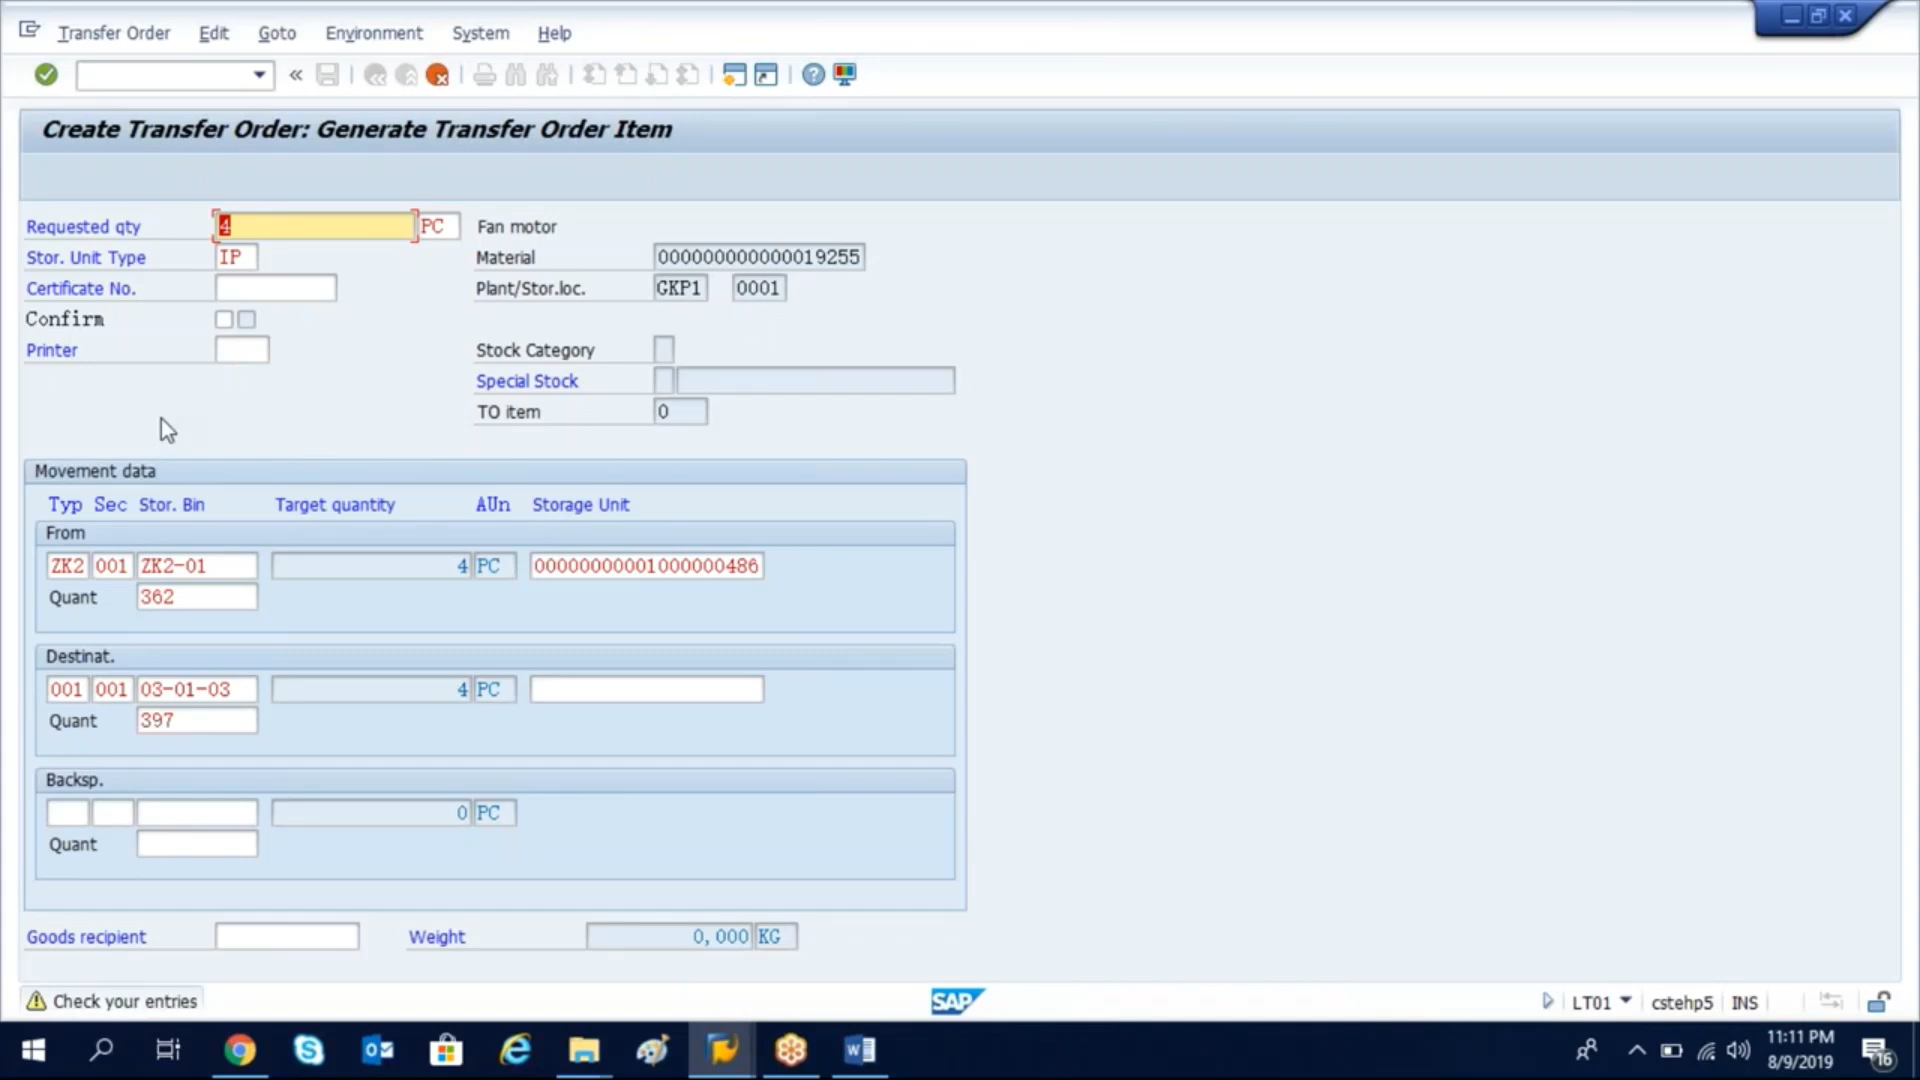 Transfer Order Edit Goto Environment System Help
Create Transfer Order: Generate Transfer Order Item
Requested qty 4 PC Fan motor
Stor. Unit Type IP Material 000000000000019255
Certificate No. Plant/Stor.loc. GKP1 0001
Confirm
Printer Stock Category
Special Stock
TO item 0
Movement data
Typ Sec Stor. Bin Target quantity AUn Storage Unit
From
ZK2 001 ZK2-01 4 PC 00000000001000000486
Quant 362
Destinat.
001 001 03-01-03 4 PC
Quant 397
Backsp.
0 PC
Quant
Goods recipient Weight 0,000 KG
Check your entries SAP LT01 cstehp5 INS
11:11 PM
8/9/2019
16